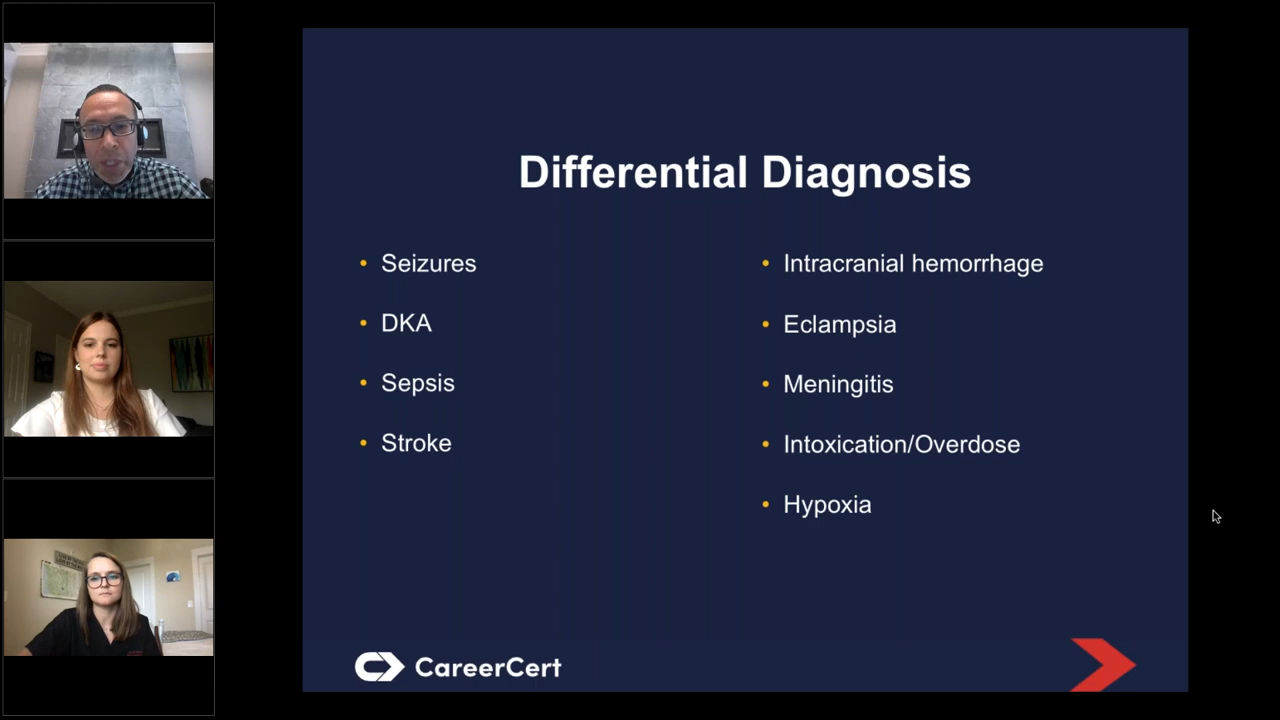 Differential Diagnosis
• Seizures
• DKA
• Sepsis
• Stroke
• Intracranial hemorrhage
• Eclampsia
• Meningitis
• Intoxication/Overdose
• Hypoxia
CareerCert